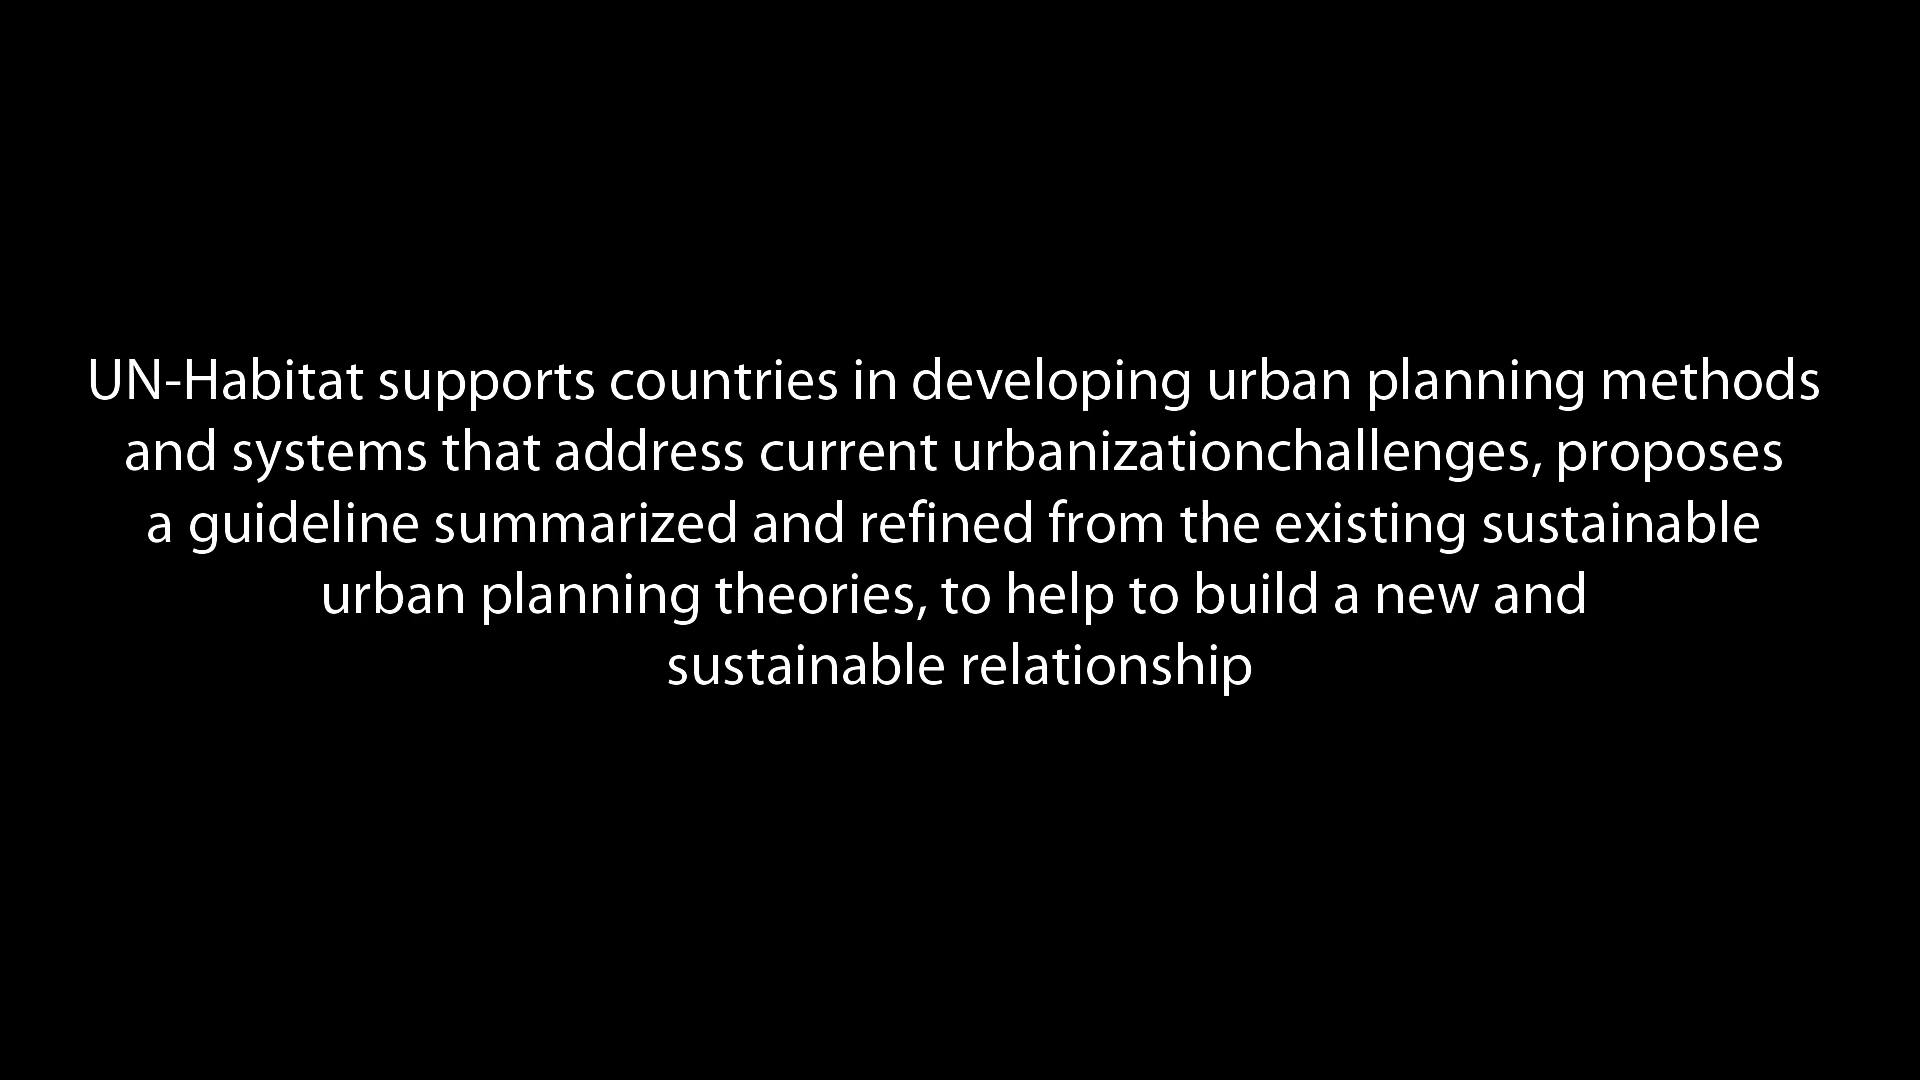 UN-Habitat supports countries in developing urban planning methods
and systems that address current urbanizationchallenges, proposes
a guideline summarized and refined from the existing sustainable
urban planning theories, to help to build a new and
sustainable relationship